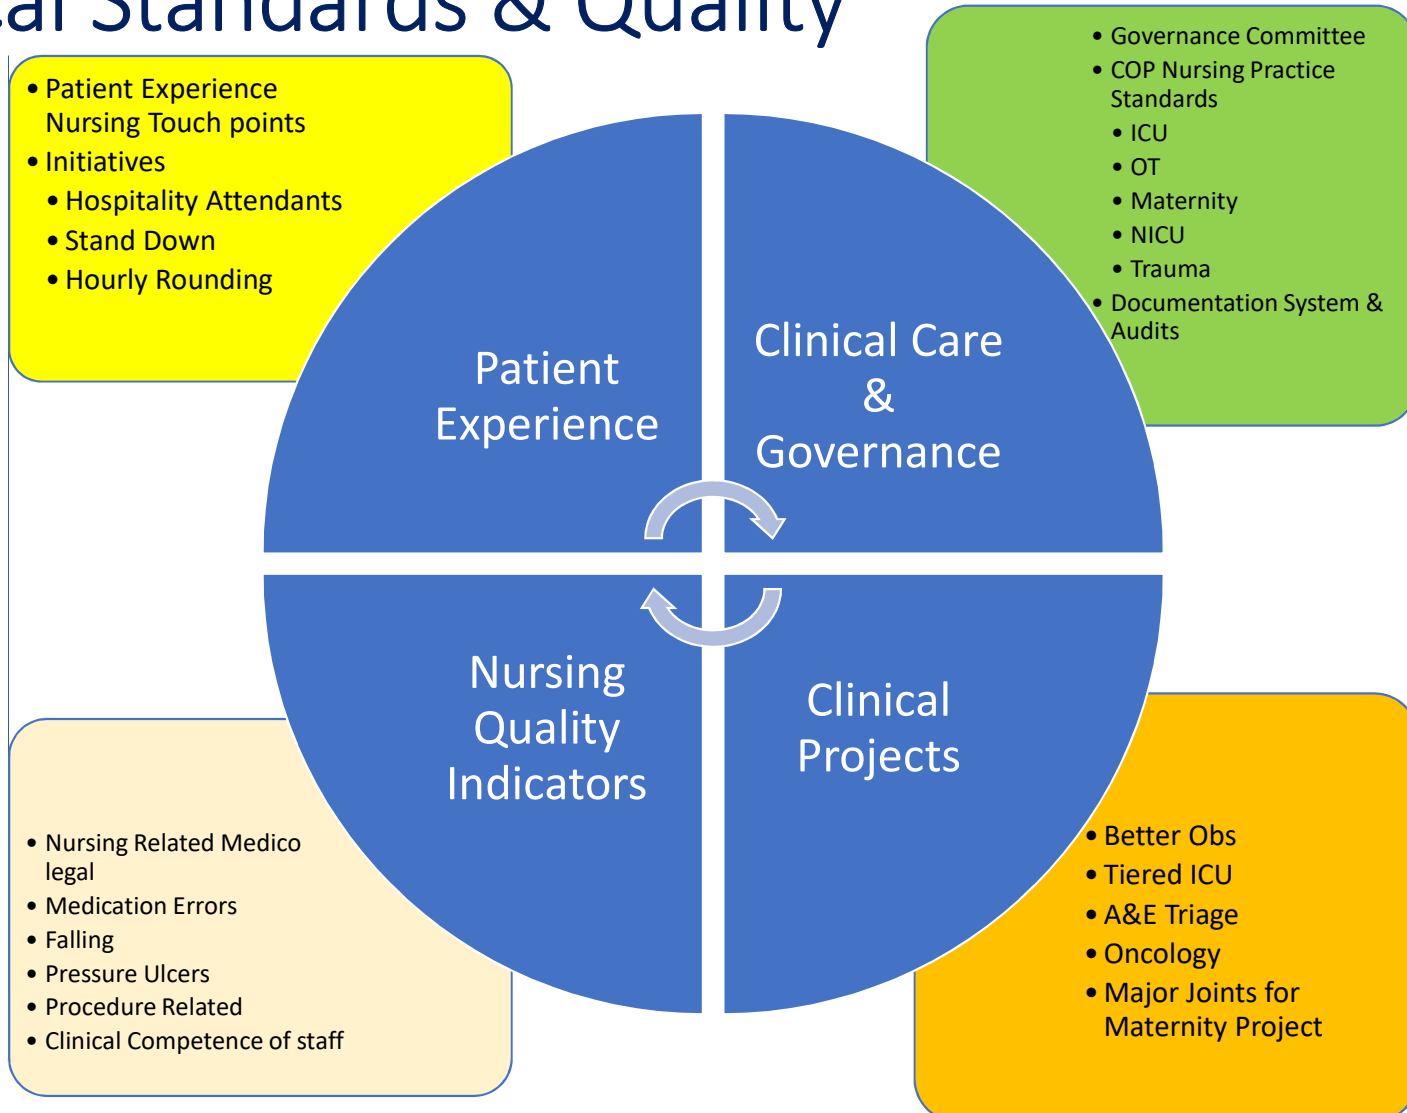 al Standards & Quality
• Patient Experience
Nursing Touch points
• Initiatives
• Hospitality Attendants
• Stand Down
• Hourly Rounding
• Governance Committee
• COP Nursing Practice
Standards
• ICU
• OT
• Maternity
• NICU
• Trauma
• Documentation System &
Audits
Patient
Experience
Clinical Care
&
Governance
Nursing
Quality
Indicators
Clinical
Projects
• Nursing Related Medico
legal
• Medication Errors
• Falling
• Pressure Ulcers
• Procedure Related
• Clinical Competence of staff
• Better Obs
• Tiered ICU
• A&E Triage
• Oncology
• Major Joints for
Maternity Project